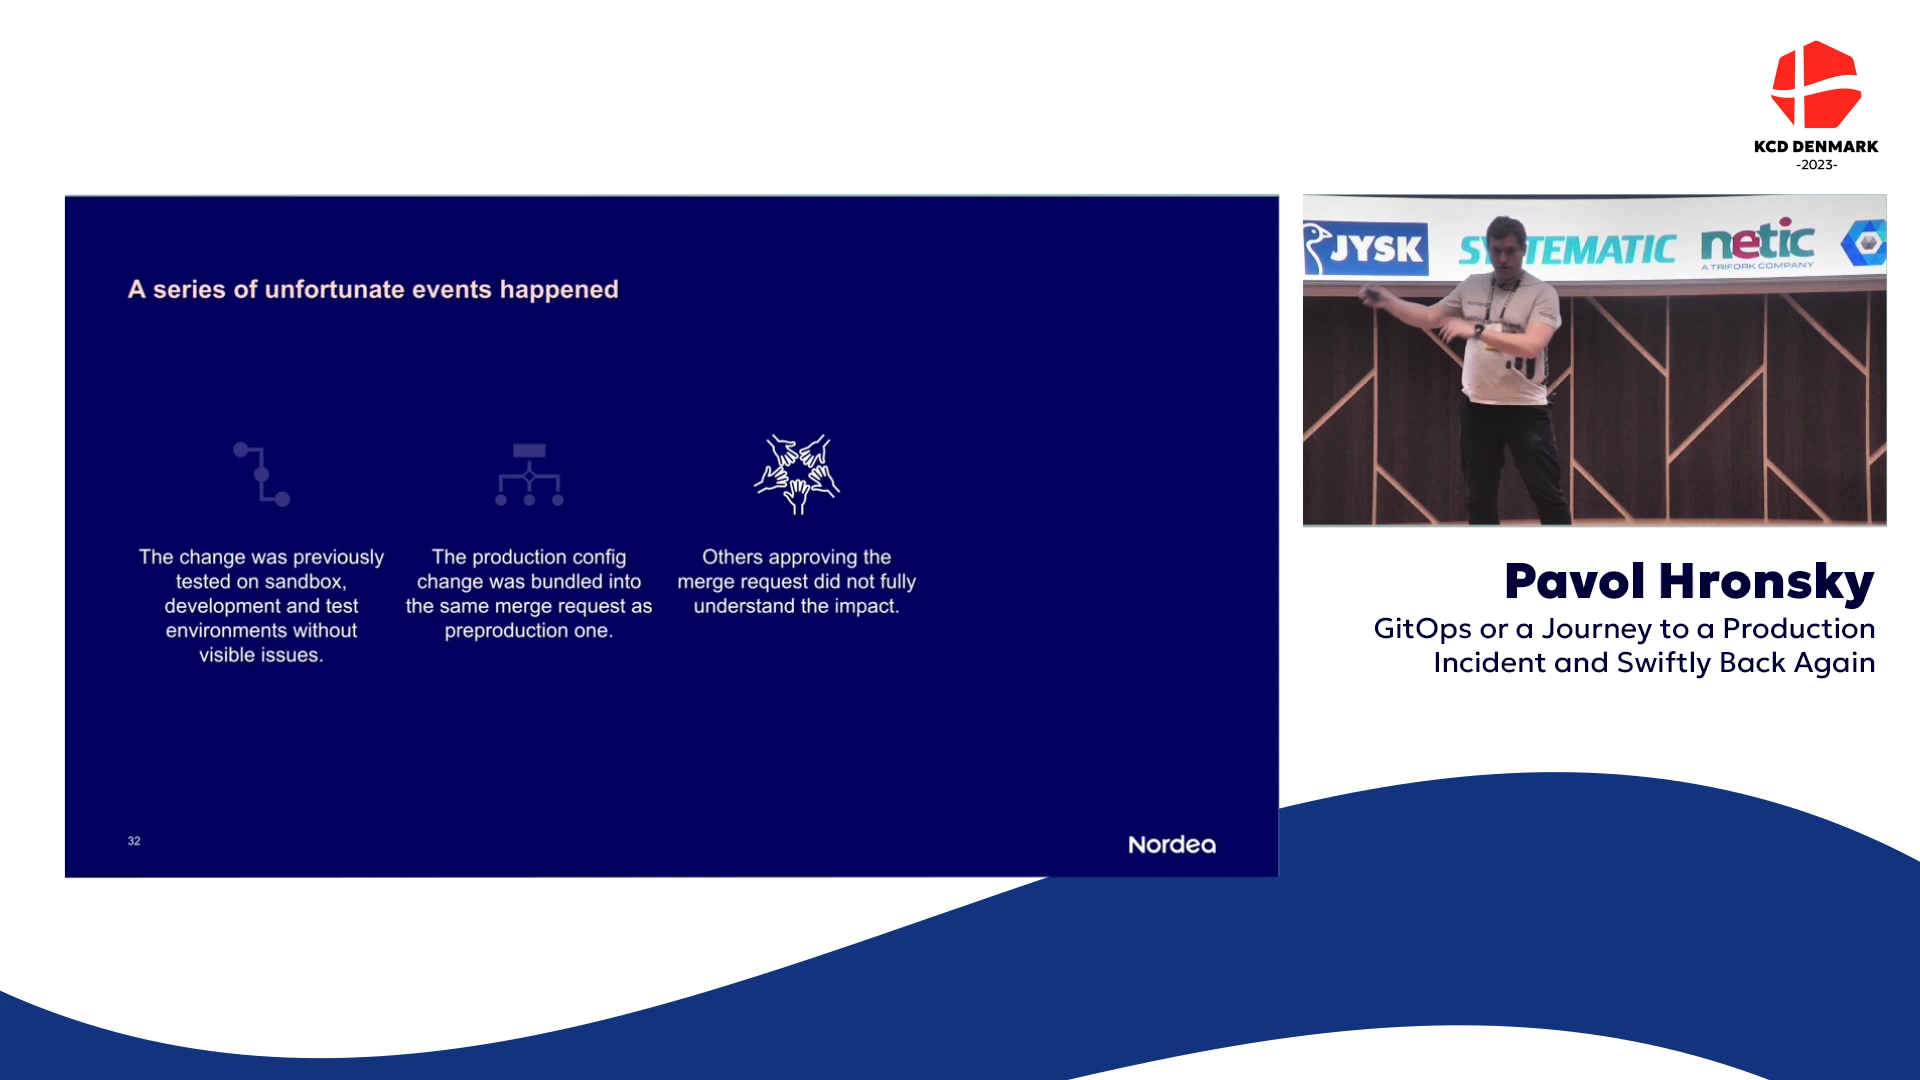 KCD DENMARK
-2023-
A series of unfortunate events happened
The change was previously
tested on sandbox,
development and test
environments without
visible issues.
The production config
change was bundled into
the same merge request as
preproduction one.
Others approving the
merge request did not fully
understand the impact.
32
Nordea
JYSK
SYSTEMATIC
netic
A TRIFORK COMPANY
Pavol Hronsky
GitOps or a Journey to a Production
Incident and Swiftly Back Again